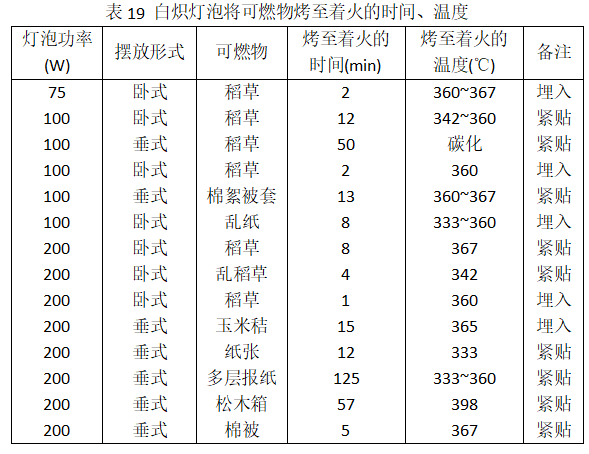 表 19 白炽灯泡将可燃物烤至着火的时间、温度
灯泡功率(W) 摆放形式 可燃物 烤至着火的时间(min) 烤至着火的温度(℃) 备注
75 卧式 稻草 2 360~367 埋入
100 卧式 稻草 12 342~360 紧贴
100 垂式 稻草 50 碳化 紧贴
100 卧式 稻草 2 360 埋入
100 垂式 棉絮被套 13 360~367 紧贴
100 卧式 乱纸 8 333~360 埋入
200 卧式 稻草 8 367 紧贴
200 卧式 乱稻草 4 342 紧贴
200 卧式 稻草 1 360 埋入
200 垂式 玉米秸 15 365 埋入
200 垂式 纸张 12 333 紧贴
200 垂式 多层报纸 125 333~360 紧贴
200 垂式 松木箱 57 398 紧贴
200 垂式 棉被 5 367 紧贴